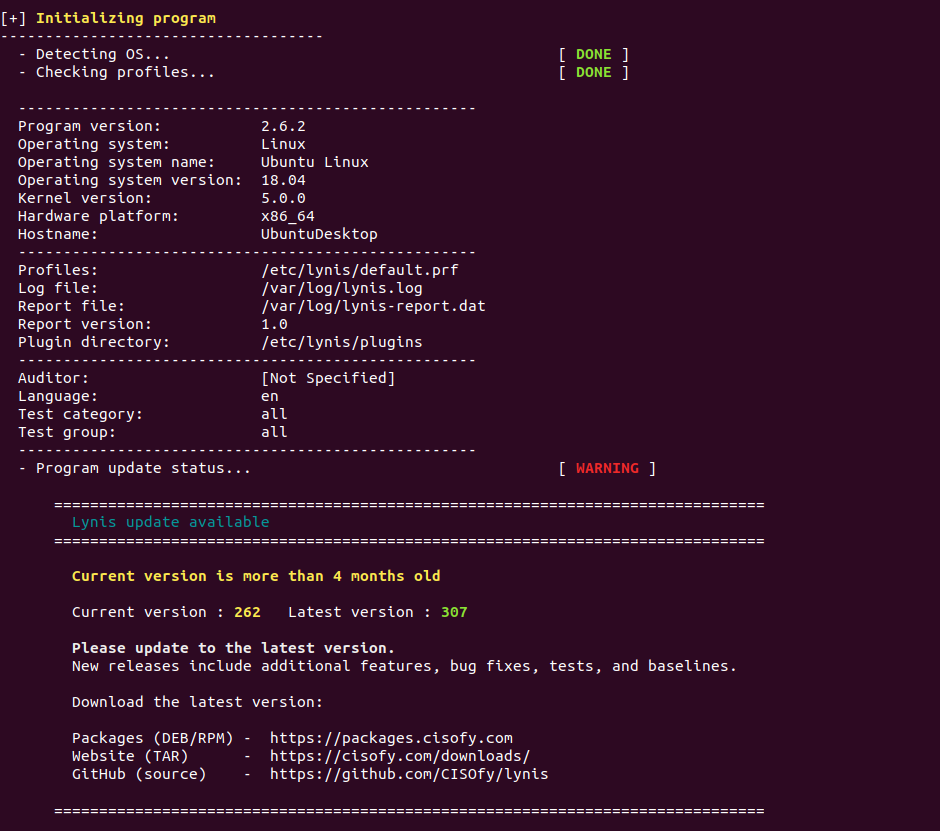 [+] Initializing program
------------------------------------
- Detecting OS... [ DONE ]
- Checking profiles... [ DONE ]
---------------------------------------------------
Program version: 2.6.2
Operating system: Linux
Operating system name: Ubuntu Linux
Operating system version: 18.04
Kernel version: 5.0.0
Hardware platform: x86_64
Hostname: UbuntuDesktop
---------------------------------------------------
Profiles: /etc/lynis/default.prf
Log file: /var/log/lynis.log
Report file: /var/log/lynis-report.dat
Report version: 1.0
Plugin directory: /etc/lynis/plugins
---------------------------------------------------
Auditor: [Not Specified]
Language: en
Test category: all
Test group: all
---------------------------------------------------
- Program update status... [ WARNING ]
===============================================================================
Lynis update available
===============================================================================
Current version is more than 4 months old
Current version : 262 Latest version : 307
Please update to the latest version.
New releases include additional features, bug fixes, tests, and baselines.
Download the latest version:
Packages (DEB/RPM) - https://packages.cisofy.com
Website (TAR) - https://cisofy.com/downloads/
GitHub (source) - https://github.com/CISOfy/lynis
===============================================================================